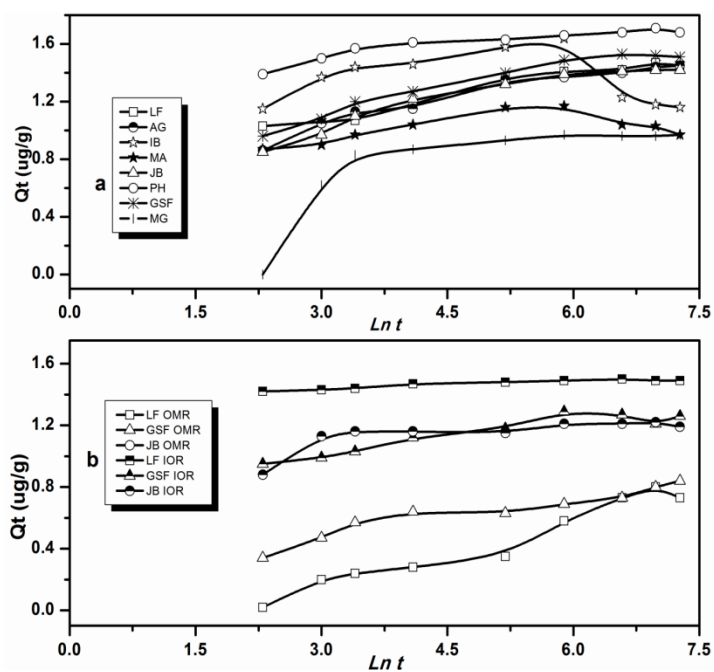 1.6
1.2
0.8
0.4
0.0
Qt (ug/g)
a
LF
AG
IB
MA
JB
PH
GSF
MG
0.0 1.5 3.0 4.5 6.0 7.5
Ln t
1.6
1.2
0.8
0.4
0.0
Qt (ug/g)
b
LF OMR
GSF OMR
JB OMR
LF IOR
GSF IOR
JB IOR
0.0 1.5 3.0 4.5 6.0 7.5
Ln t